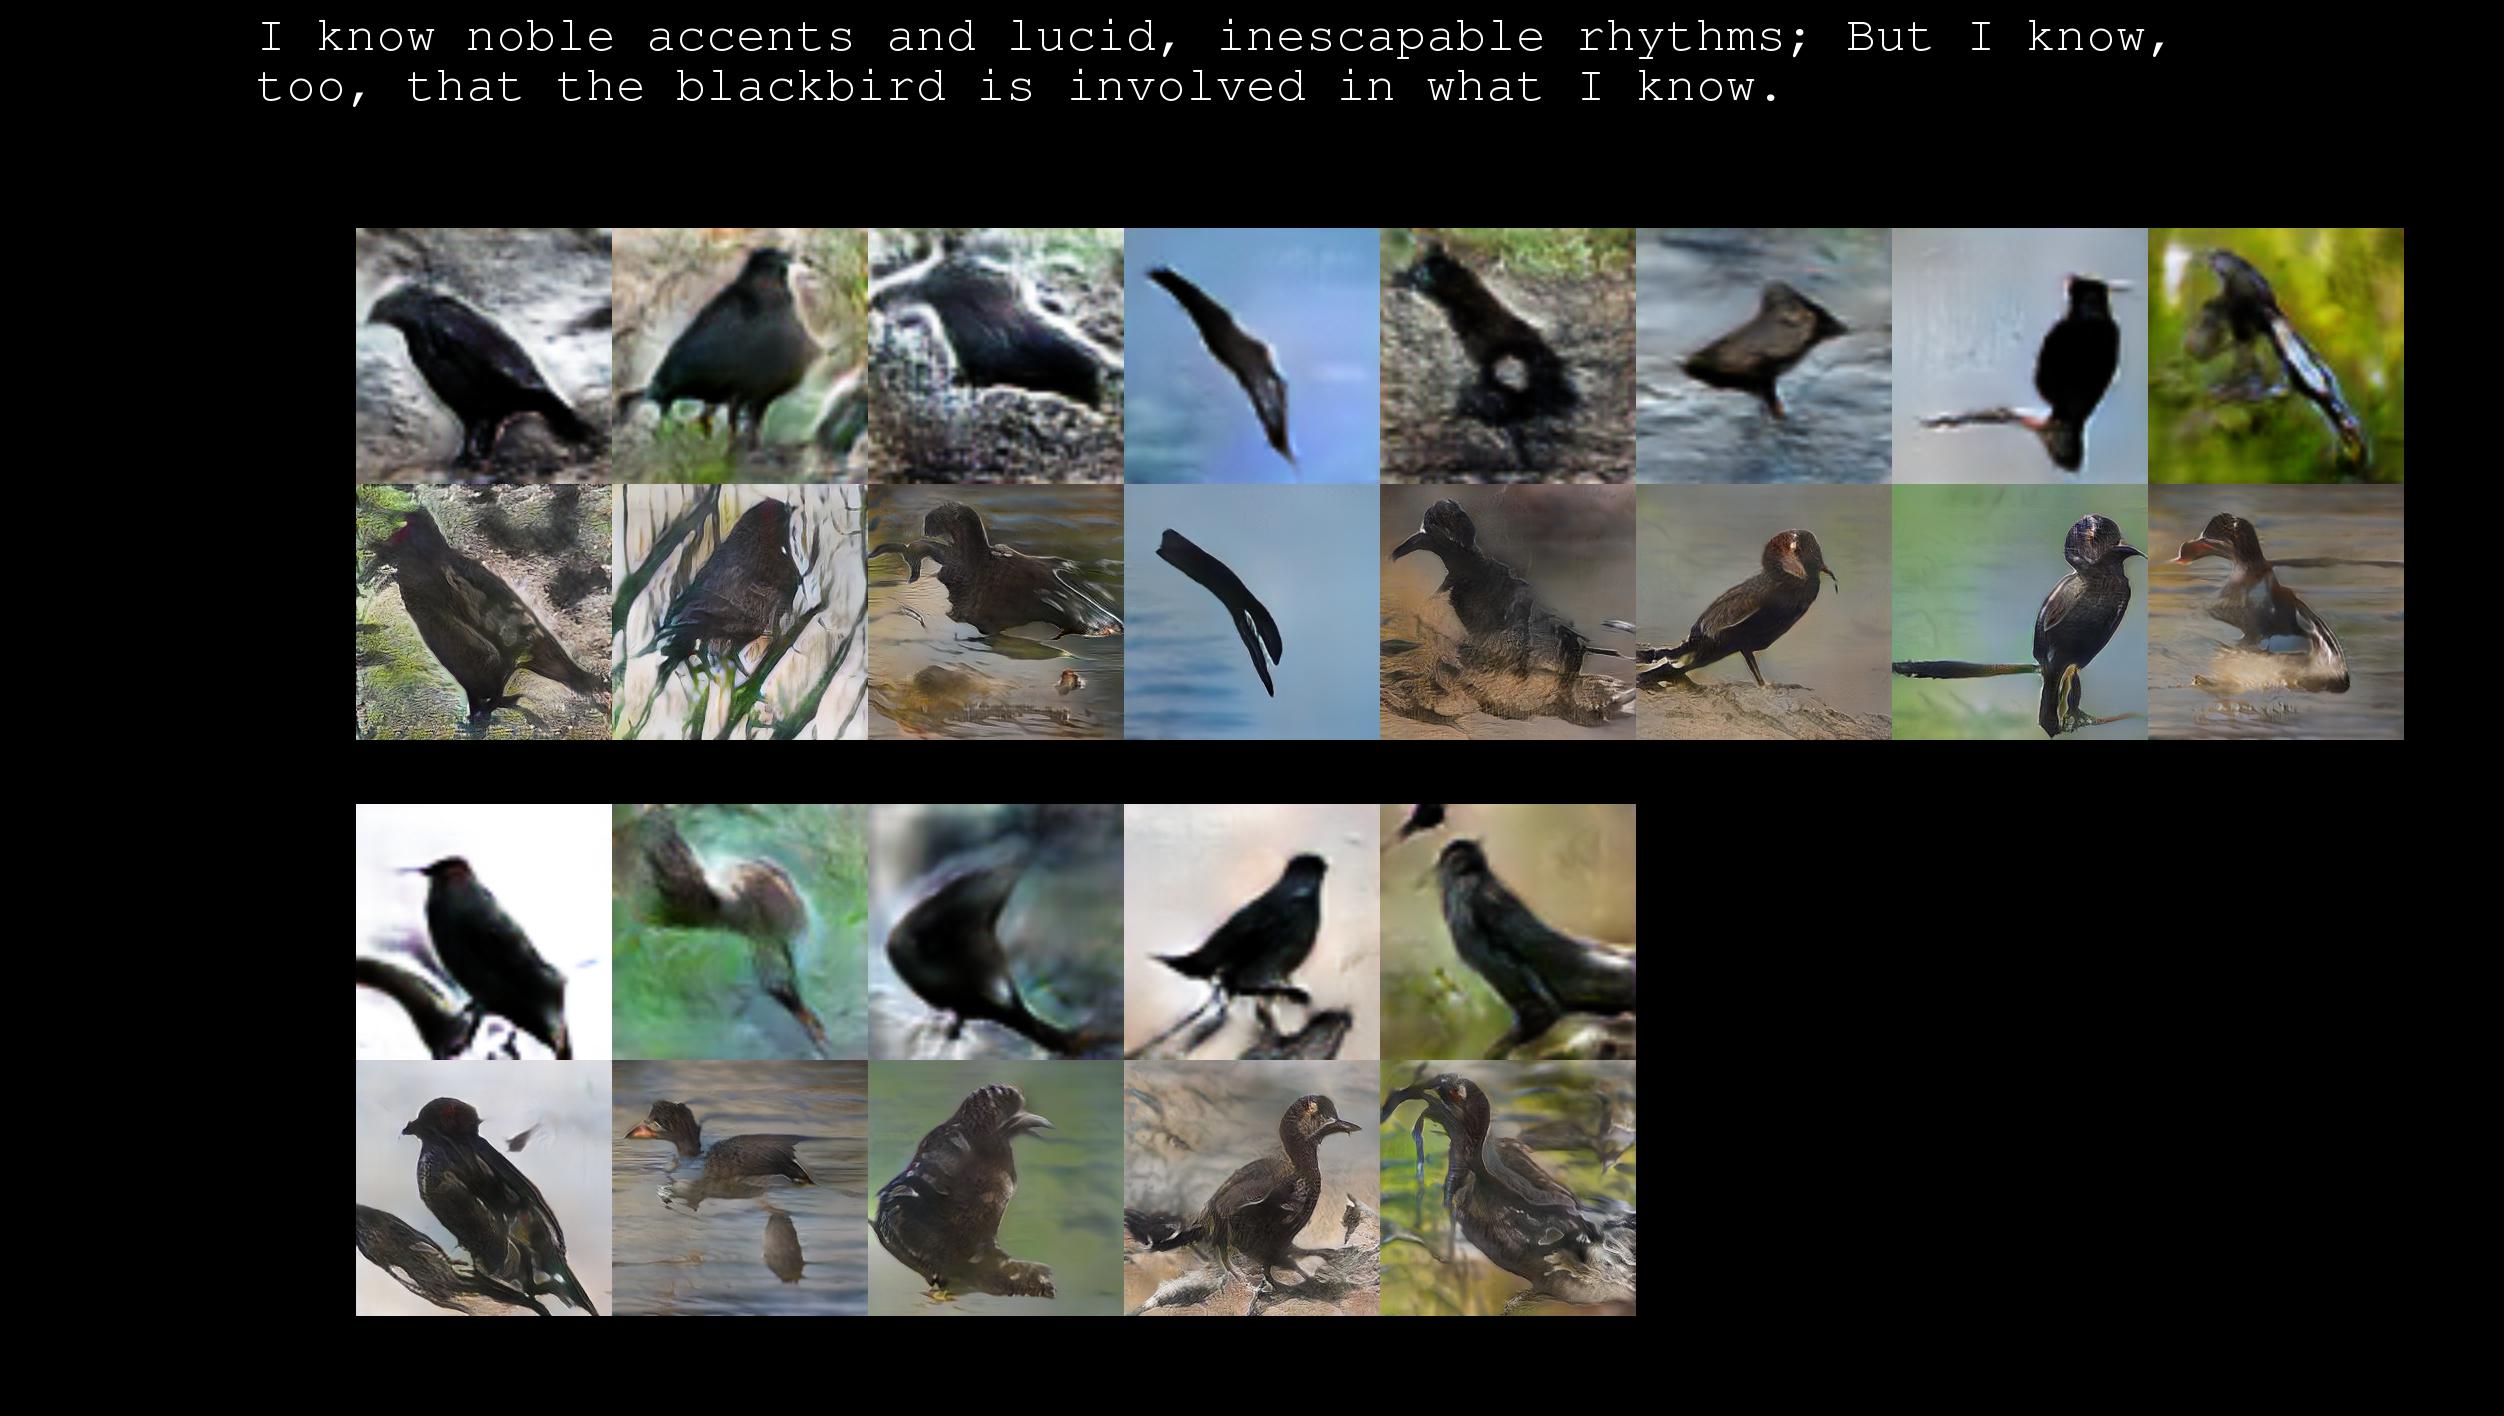 I know noble accents and lucid, inescapable rhythms; But I know,
too, that the blackbird is involved in what I know.